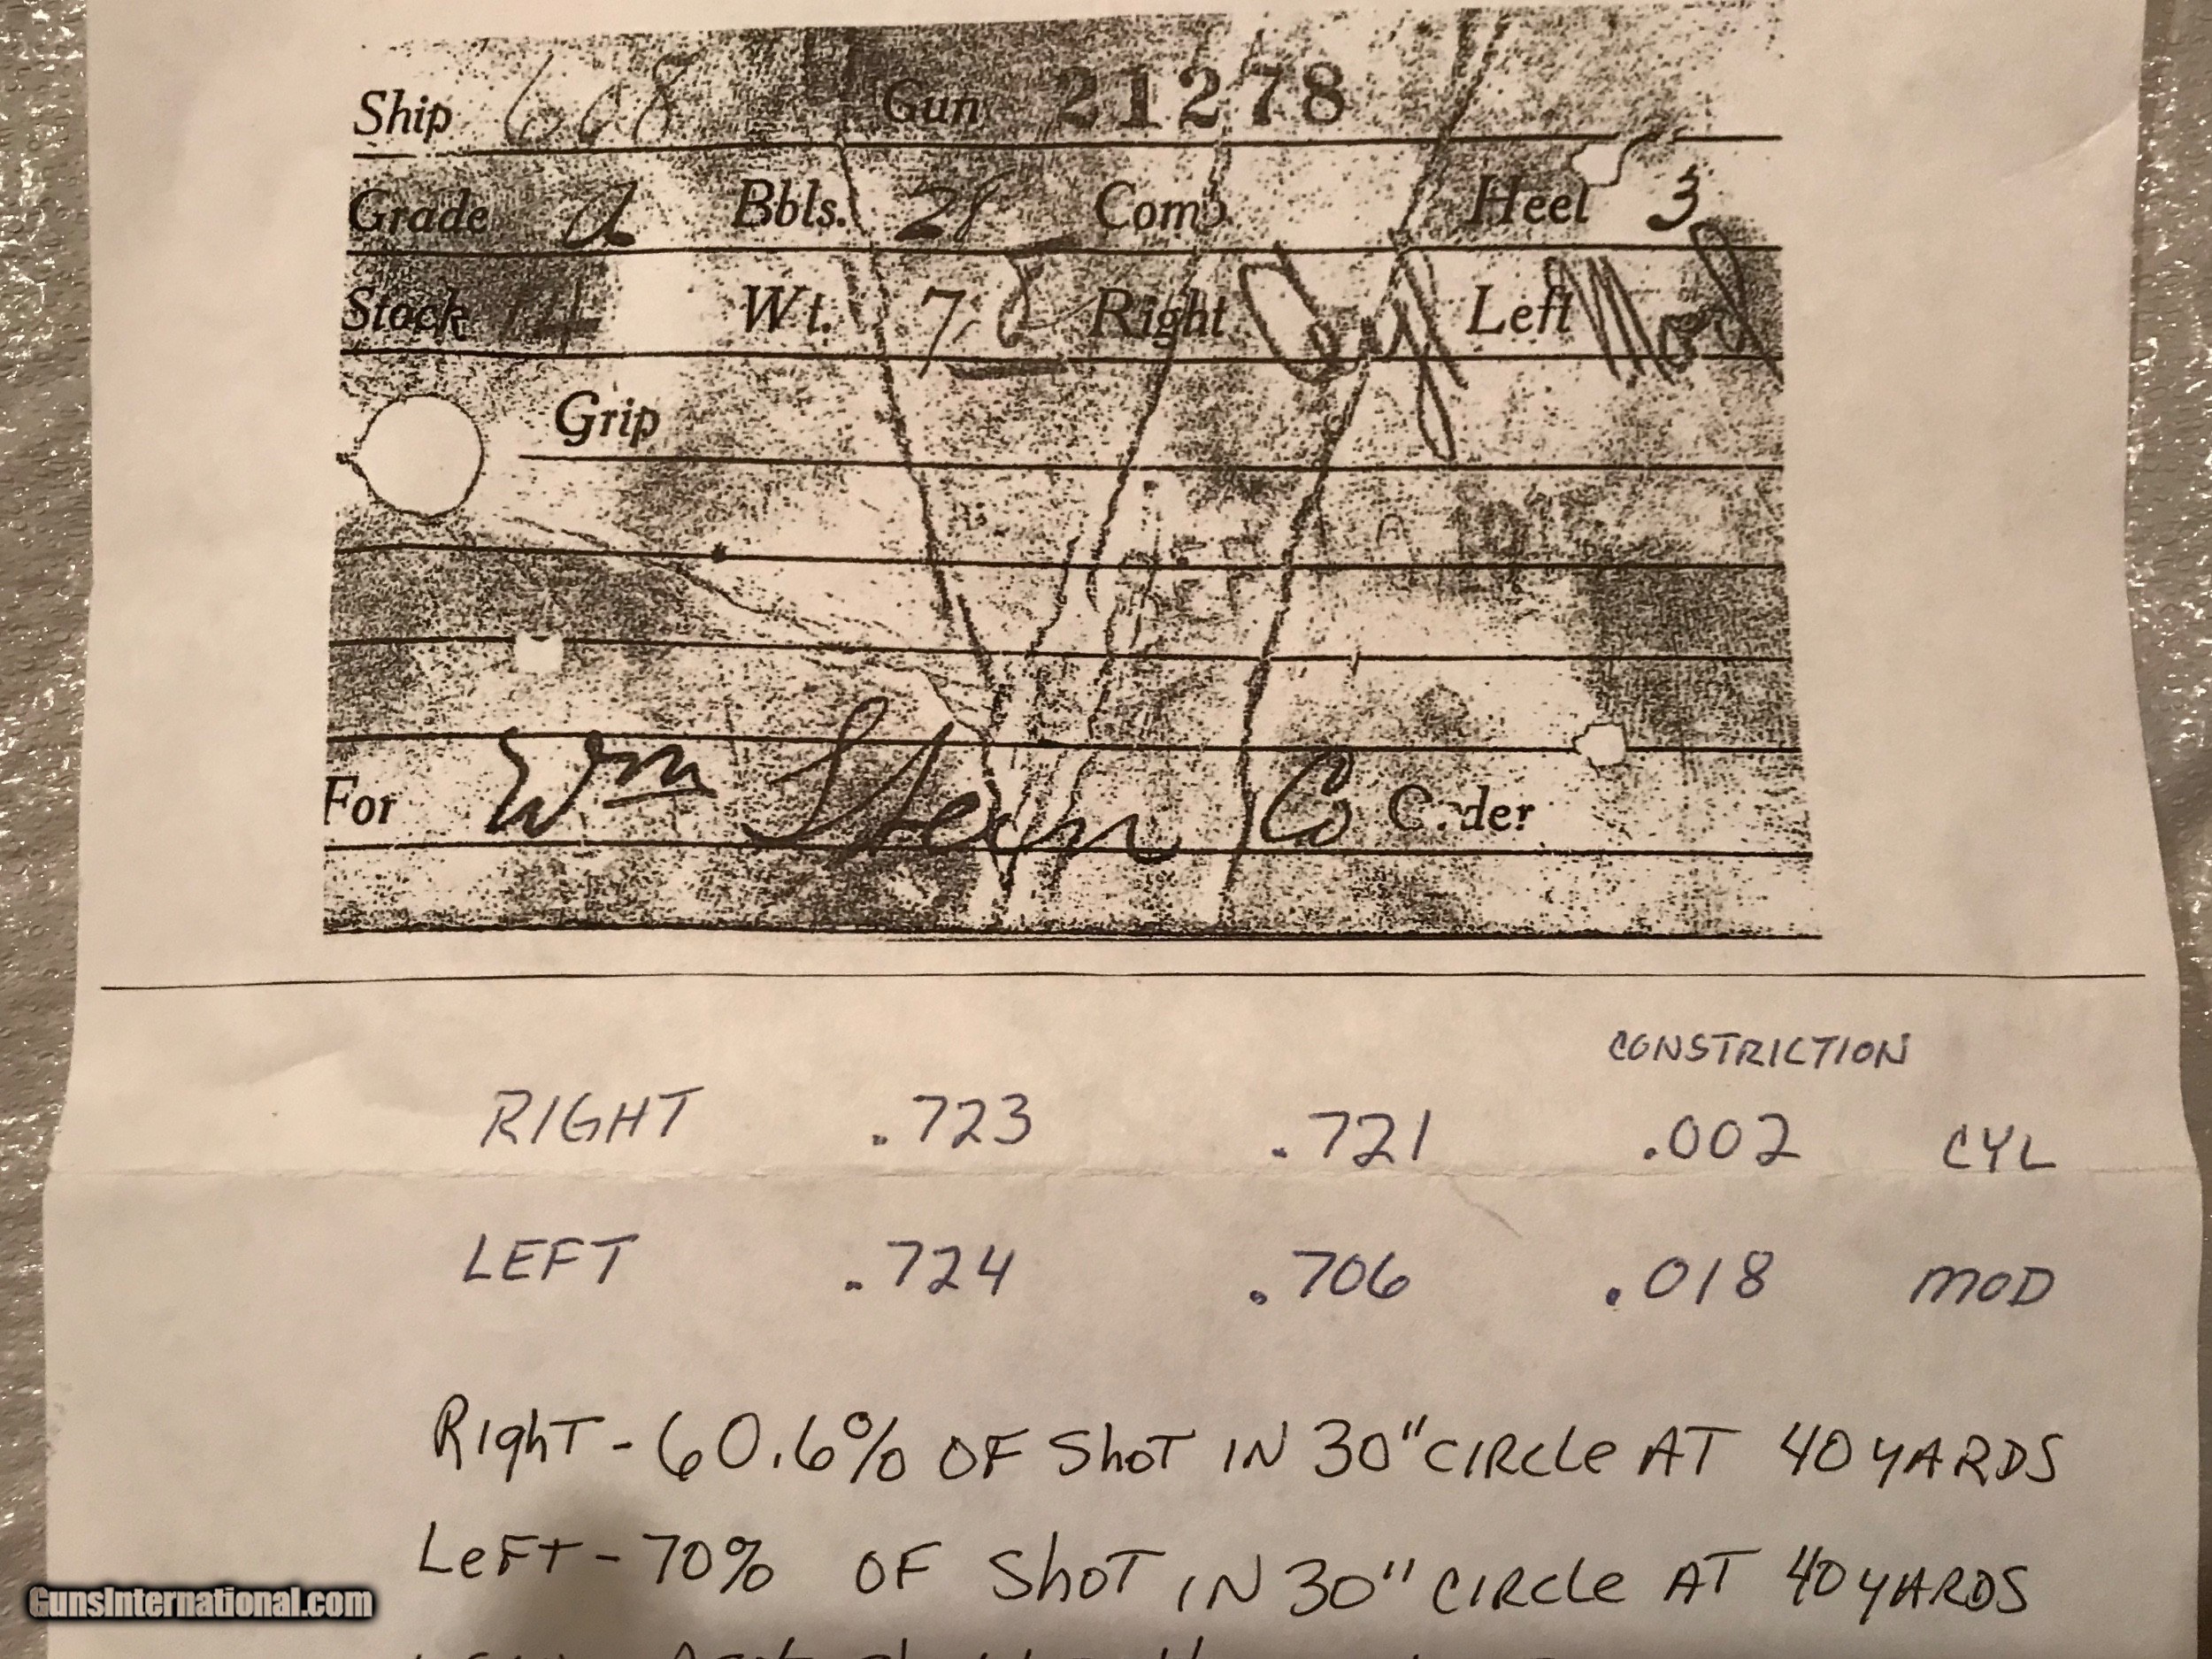 Ship 608 Gun 21278
Grade A Bbls. 28 Comb Heel 3
Stock 14 Wt. 7-8 Right Cyl Left Mod
Grip
For Wm Co Order
CONSTRICTION
RIGHT .723 .721 .002 CYL
LEFT .724 .706 .018 MOD
RighT - 60.6% OF ShoT IN 30" CIRCLe AT 40 YARDS
LeFT - 70% OF ShoT IN 30" CIRCLe AT 40 YARDS
GunsInternational.com